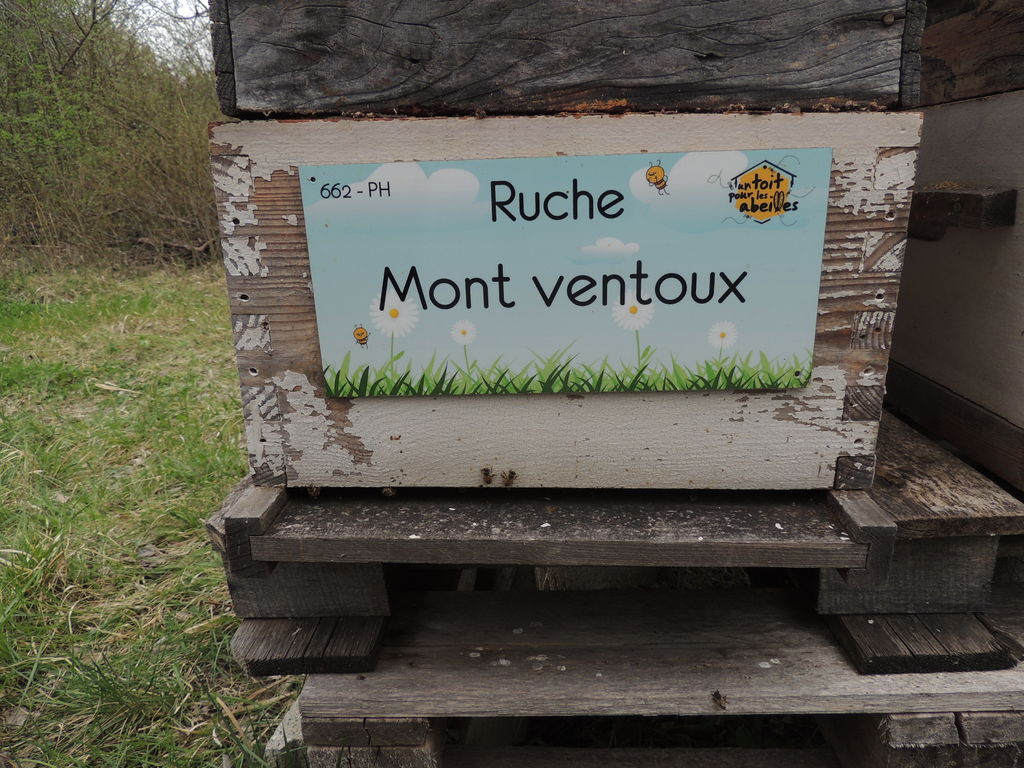 662 - PH
Ruche
un toit
pour les
abeilles
Mont ventoux